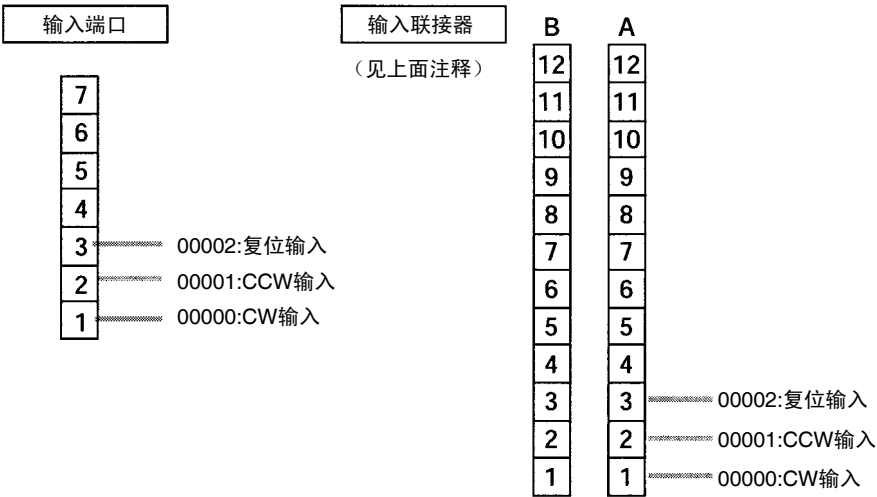 输入端口
7
6
5
4
3 00002:复位输入
2 00001:CCW输入
1 00000:CW输入
输入联接器
（见上面注释）
B A
12 12
11 11
10 10
9 9
8 8
7 7
6 6
5 5
4 4
3 3 00002:复位输入
2 2 00001:CCW输入
1 1 00000:CW输入